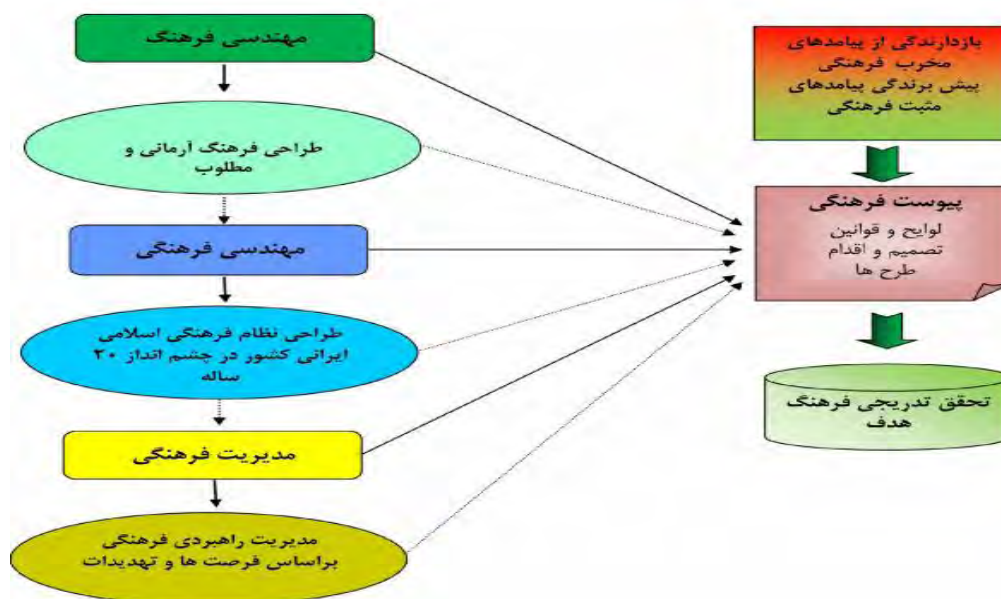 مهندسی فرهنگ
طراحی فرهنگ آرمانی و
مطلوب
مهندسی فرهنگی
طراحی نظام فرهنگی اسلامی
ایرانی کشور در چشم انداز ۲۰
ساله
مدیریت فرهنگی
مدیریت راهبردی فرهنگی
براساس فرصت ها و تهدیدات
بازدارندگی از پیامدهای
مخرب فرهنگی
پیش برندگی پیامدهای
مثبت فرهنگی
پیوست فرهنگی
لوایح و قوانین
تصمیم و اقدام
طرح ها
تحقق تدریجی فرهنگ
هدف